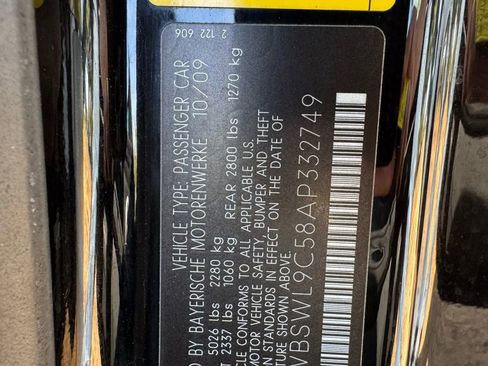 2 122 606
VEHICLE TYPE: PASSENGER CAR
D BY BAYERISCHE MOTORENWERKE 10/09
5026 lbs 2280 kg
T 2337 lbs 1060 kg REAR 2800 lbs 1270 kg
ICLE CONFORMS TO ALL APPLICABLE U.S.
MOTOR VEHICLE SAFETY, BUMPER AND THEFT
N STANDARDS IN EFFECT ON THE DATE OF
TURE SHOWN ABOVE.
WBSWL9C58AP332749